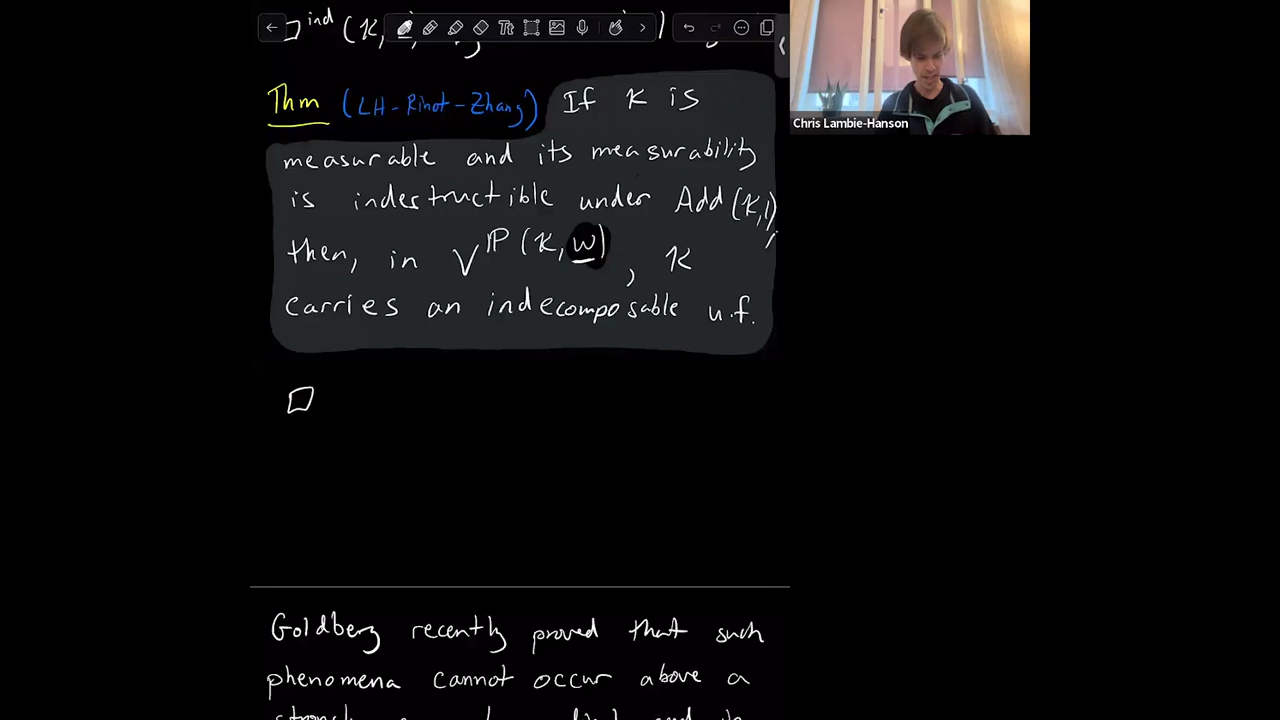 □ ind (κ,
Thm (LH-Rinot-Zhang) If κ is
measurable and its measurability
is indestructible under Add(κ,1),
then, in V^ℙ(κ,ω), κ
carries an indecomposable u.f.
□
Goldberg recently proved that such
phenomena cannot occur above a
Chris Lambie-Hanson